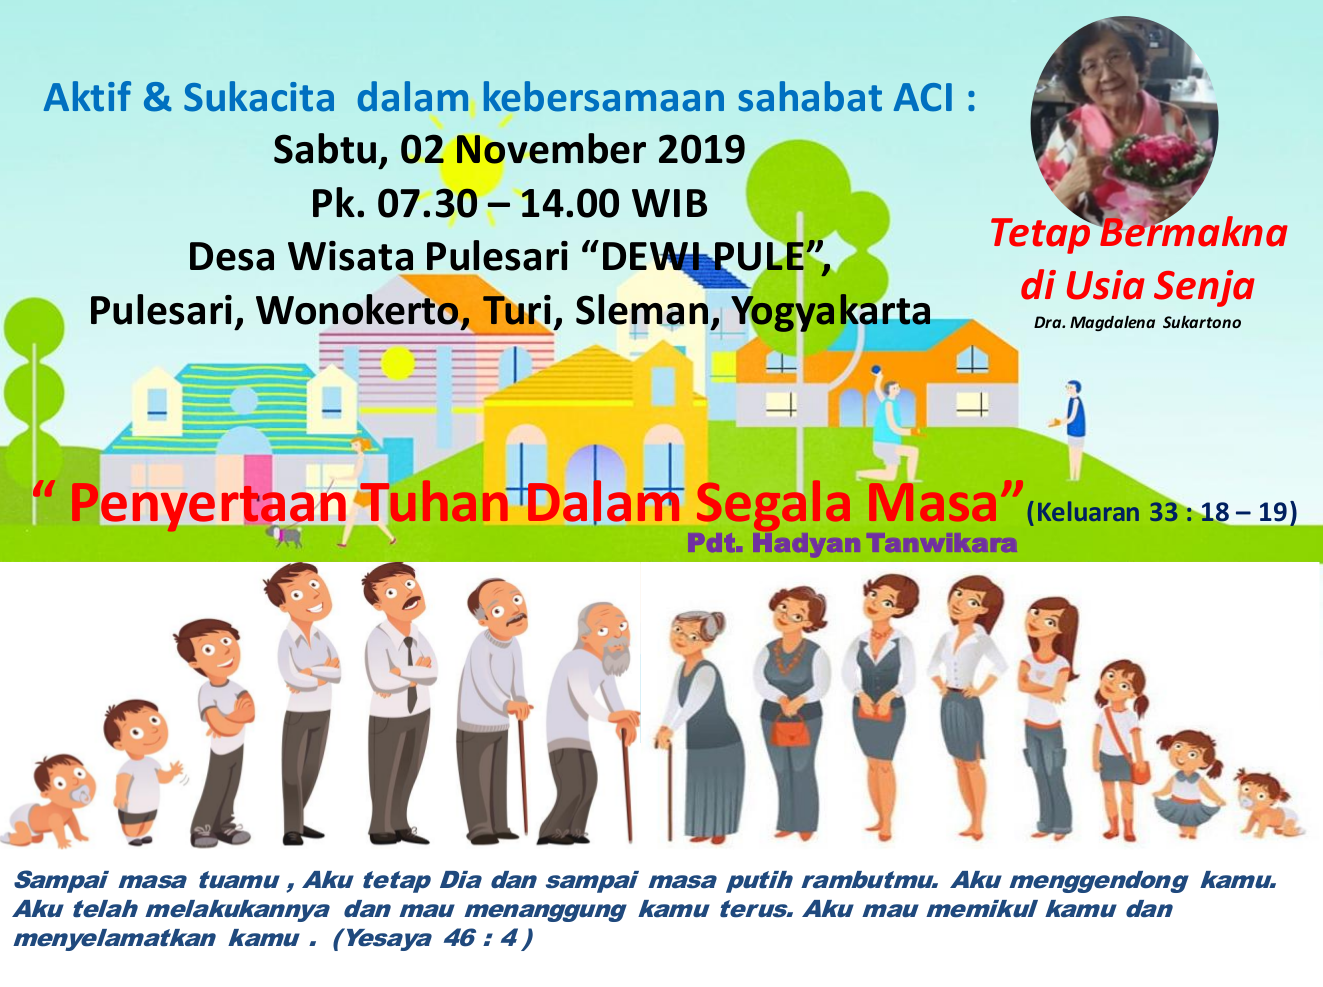 Aktif & Sukacita dalam kebersamaan sahabat ACI :
Sabtu, 02 November 2019
Pk. 07.30 – 14.00 WIB
Desa Wisata Pulesari “DEWI PULE”,
Pulesari, Wonokerto, Turi, Sleman, Yogyakarta
Tetap Bermakna
di Usia Senja
Dra. Magdalena Sukartono
“ Penyertaan Tuhan Dalam Segala Masa” (Keluaran 33 : 18 – 19)
Pdt. Hadyan Tanwikara
Sampai masa tuamu , Aku tetap Dia dan sampai masa putih rambutmu. Aku menggendong kamu.
Aku telah melakukannya dan mau menanggung kamu terus. Aku mau memikul kamu dan
menyelamatkan kamu . (Yesaya 46 : 4 )